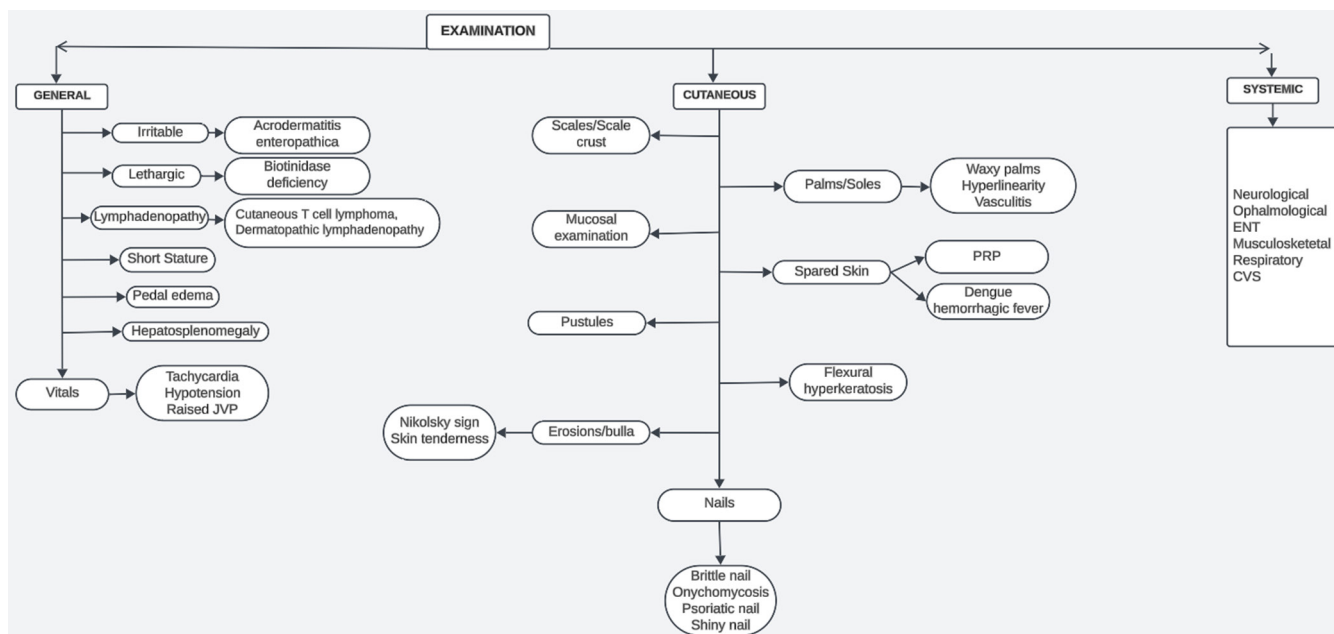 EXAMINATION
GENERAL
Irritable
Acrodermatitis
enteropathica
Lethargic
Biotinidase
deficiency
Lymphadenopathy
Cutaneous T cell lymphoma,
Dermatopathic lymphadenopathy
Short Stature
Pedal edema
Hepatosplenomegaly
Vitals
Tachycardia
Hypotension
Raised JVP
CUTANEOUS
Scales/Scale
crust
Palms/Soles
Waxy palms
Hyperlinearity
Vasculitis
Mucosal
examination
Spared Skin
PRP
Dengue
hemorrhagic fever
Pustules
Flexural
hyperkeratosis
Erosions/bulla
Nikolsky sign
Skin tenderness
Nails
Brittle nail
Onychomycosis
Psoriatic nail
Shiny nail
SYSTEMIC
Neurological
Ophalmological
ENT
Musculosketetal
Respiratory
CVS